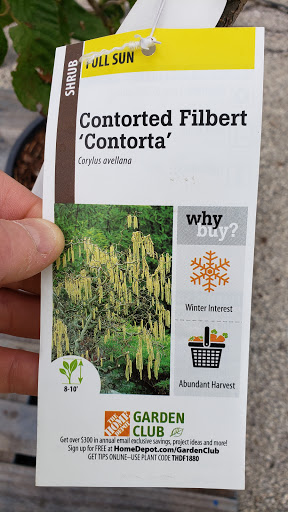 SHRUB
FULL SUN
Contorted Filbert
'Contorta'
Corylus avellana
why
buy?
Winter Interest
Abundant Harvest
8-10'
THE HOME DEPOT
GARDEN
CLUB
Get over $300 in annual email exclusive savings, project ideas and more!
Sign up for FREE at HomeDepot.com/GardenClub
GET TIPS ONLINE–USE PLANT CODE THDF1880